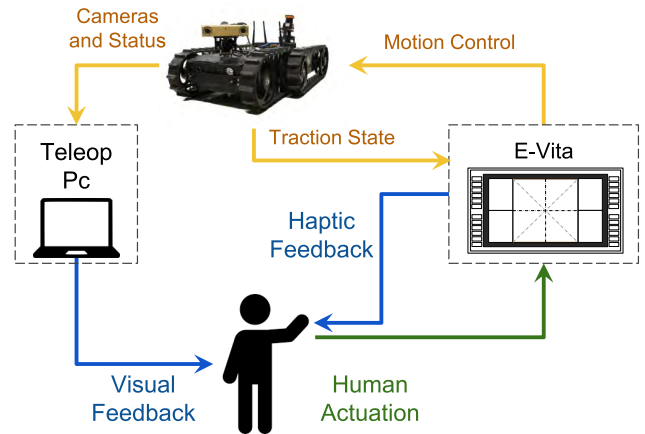 Cameras
and Status
Motion Control
Traction State
Teleop
Pc
E-Vita
Haptic
Feedback
Visual
Feedback
Human
Actuation